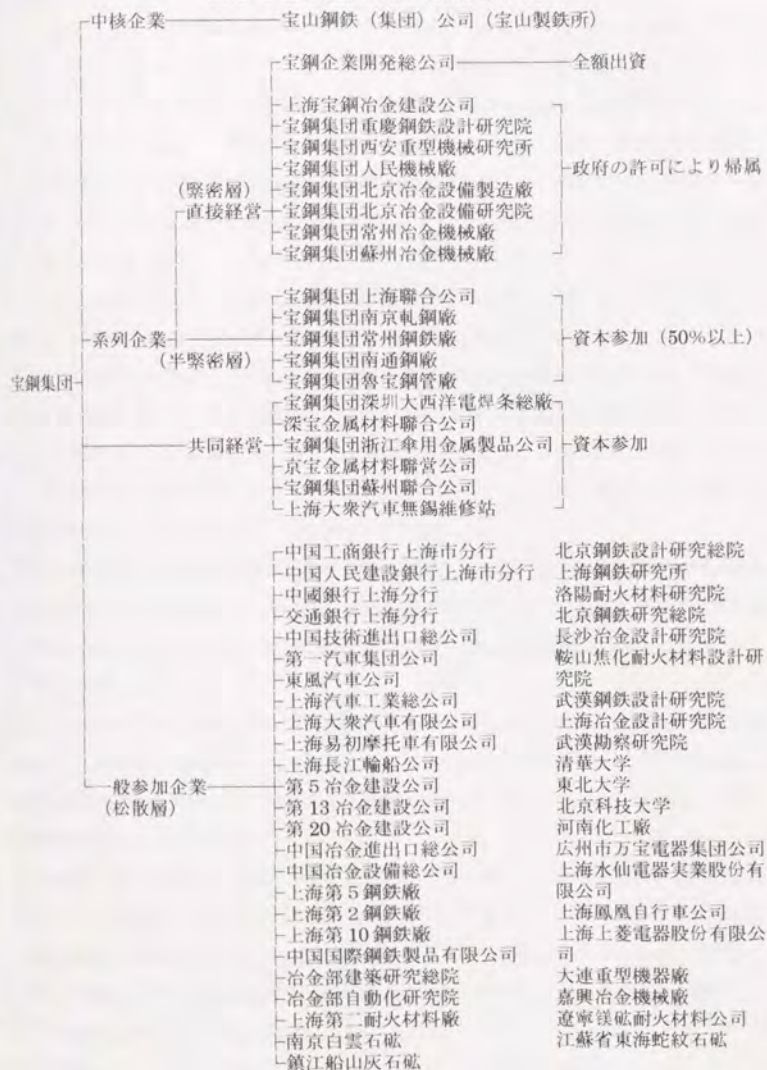 中核企業 宝山鋼鉄（集団）公司（宝山製鉄所）
宝鋼企業開発総公司 全額出資
上海宝鋼冶金建設公司
宝鋼集団重慶鋼鉄設計研究院
宝鋼集団西安重型機械研究所
宝鋼集団人民機械廠 政府の許可により帰属
（緊密層） 宝鋼集団北京冶金設備製造廠
直接経営 宝鋼集団北京冶金設備研究院
宝鋼集団常州冶金機械廠
宝鋼集団蘇州冶金機械廠
宝鋼集団上海聯合公司
宝鋼集団南京軋鋼廠
系列企業 宝鋼集団常州鋼鉄廠 資本参加（50％以上）
（半緊密層） 宝鋼集団南通鋼廠
宝鋼集団 宝鋼集団魯宝鋼管廠
宝鋼集団深圳大西洋電焊条総廠
深宝金属材料聯合公司
共同経営 宝鋼集団浙江傘用金属製品公司 資本参加
京宝金属材料聯営公司
宝鋼集団蘇州聯合公司
上海大衆汽車無錫維修站
中国工商銀行上海市分行 北京鋼鉄設計研究総院
中国人民建設銀行上海市分行 上海鋼鉄研究所
中國銀行上海分行 洛陽耐火材料研究院
交通銀行上海分行 北京鋼鉄研究総院
中国技術進出口総公司 長沙冶金設計研究院
第一汽車集団公司 鞍山焦化耐火材料設計研
東風汽車公司 究院
上海汽車工業総公司 武漢鋼鉄設計研究院
上海大衆汽車有限公司 上海冶金設計研究院
上海易初摩托車有限公司 武漢勘察研究院
上海長江輪船公司 清華大学
一般参加企業 第5冶金建設公司 東北大学
（松散層） 第13冶金建設公司 北京科技大学
第20冶金建設公司 河南化工廠
中国冶金進出口総公司 広州市万宝電器集団公司
中国冶金設備総公司 上海水仙電器実業股份有
上海第5鋼鉄廠 限公司
上海第2鋼鉄廠 上海鳳凰自行車公司
上海第10鋼鉄廠 上海上菱電器股份有限公
中国国際鋼鉄製品有限公司 司
冶金部建築研究総院 大連重型機器廠
冶金部自動化研究院 嘉興冶金機械廠
上海第二耐火材料廠 遼寧镁砿耐火材料公司
南京白雲石砿 江蘇省東海蛇紋石砿
鎮江船山灰石砿